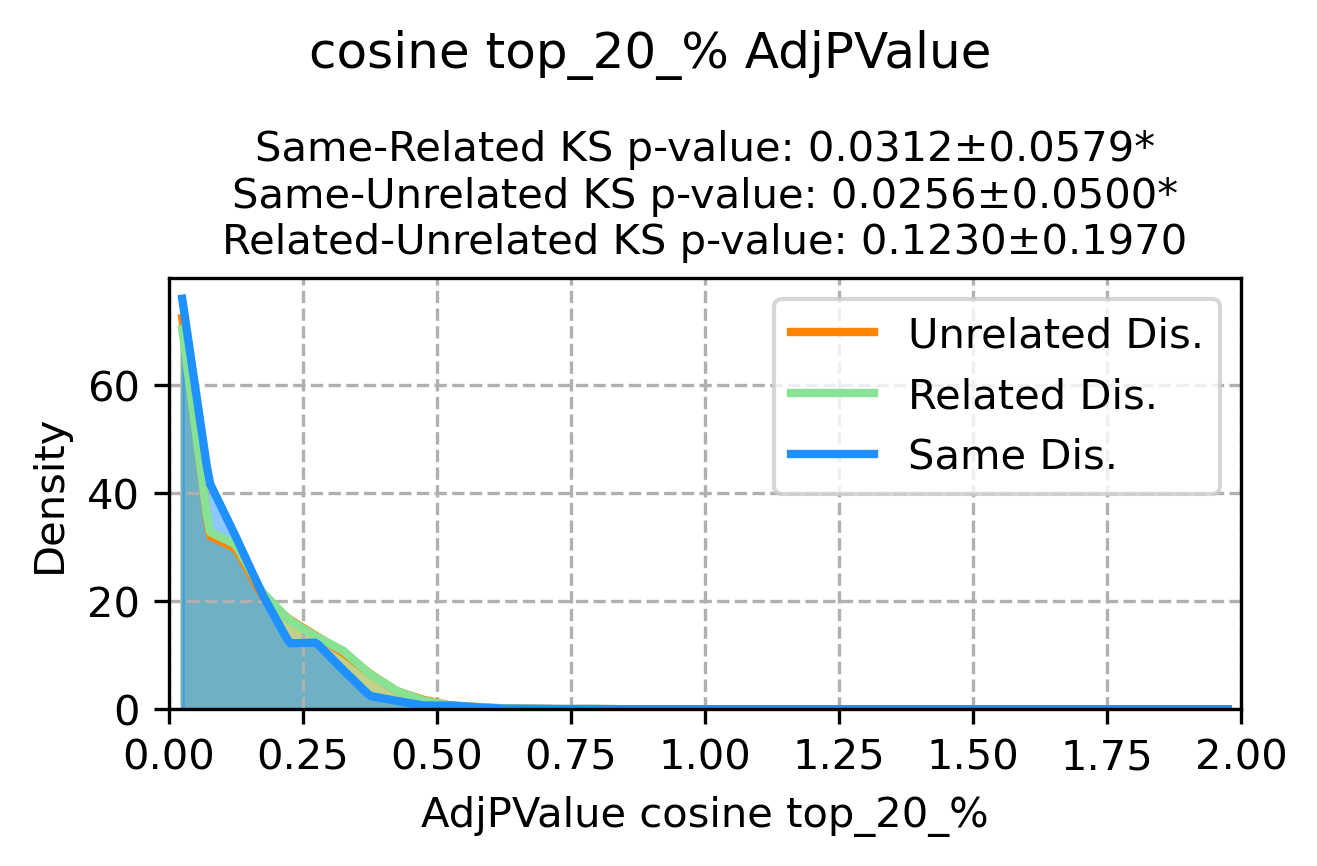 cosine top_20_% AdjPValue
Same-Related KS p-value: 0.0312±0.0579*
Same-Unrelated KS p-value: 0.0256±0.0500*
Related-Unrelated KS p-value: 0.1230±0.1970
Unrelated Dis.
Related Dis.
Same Dis.
Density
60
40
20
0
0.00 0.25 0.50 0.75 1.00 1.25 1.50 1.75 2.00
AdjPValue cosine top_20_%